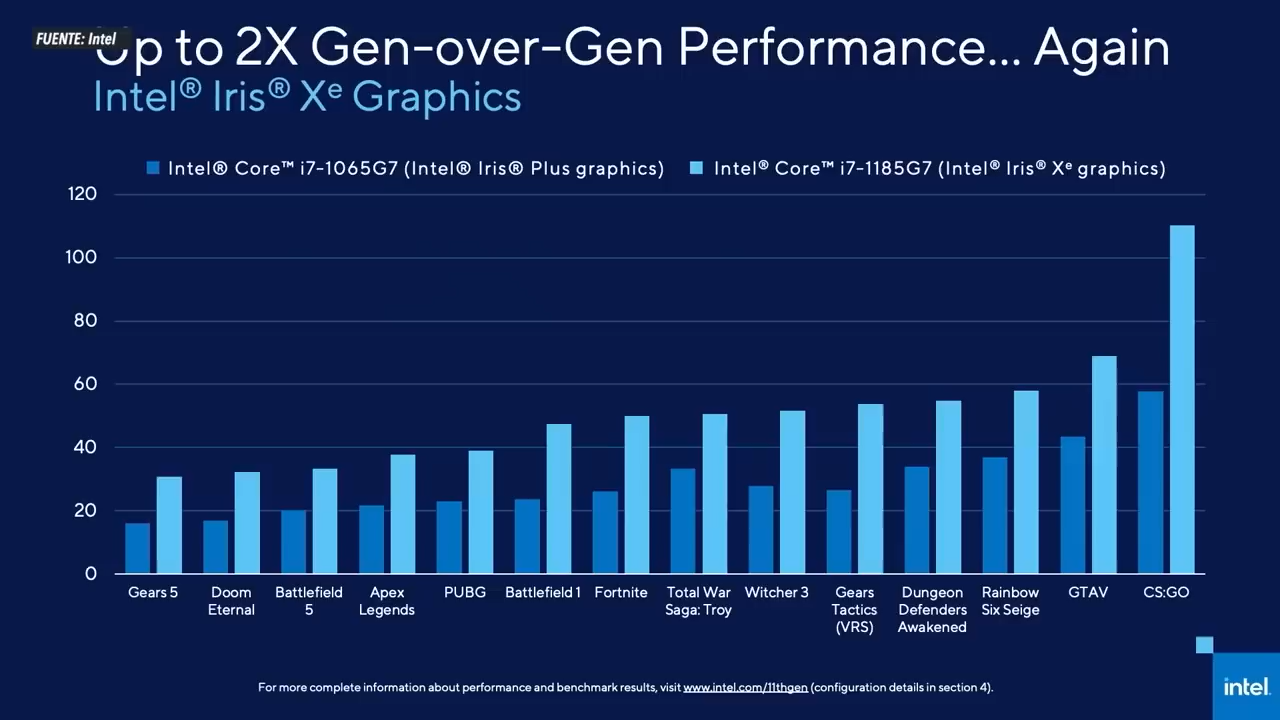 FUENTE: Intel
Up to 2X Gen-over-Gen Performance... Again
Intel® Iris® Xᵉ Graphics
Intel® Core™ i7-1065G7 (Intel® Iris® Plus graphics)
Intel® Core™ i7-1185G7 (Intel® Iris® Xᵉ graphics)
120
100
80
60
40
20
0
Gears 5
Doom
Eternal
Battlefield
5
Apex
Legends
PUBG
Battlefield 1
Fortnite
Total War
Saga: Troy
Witcher 3
Gears
Tactics
(VRS)
Dungeon
Defenders
Awakened
Rainbow
Six Seige
GTAV
CS:GO
For more complete information about performance and benchmark results, visit www.intel.com/11thgen (configuration details in section 4).
intel.